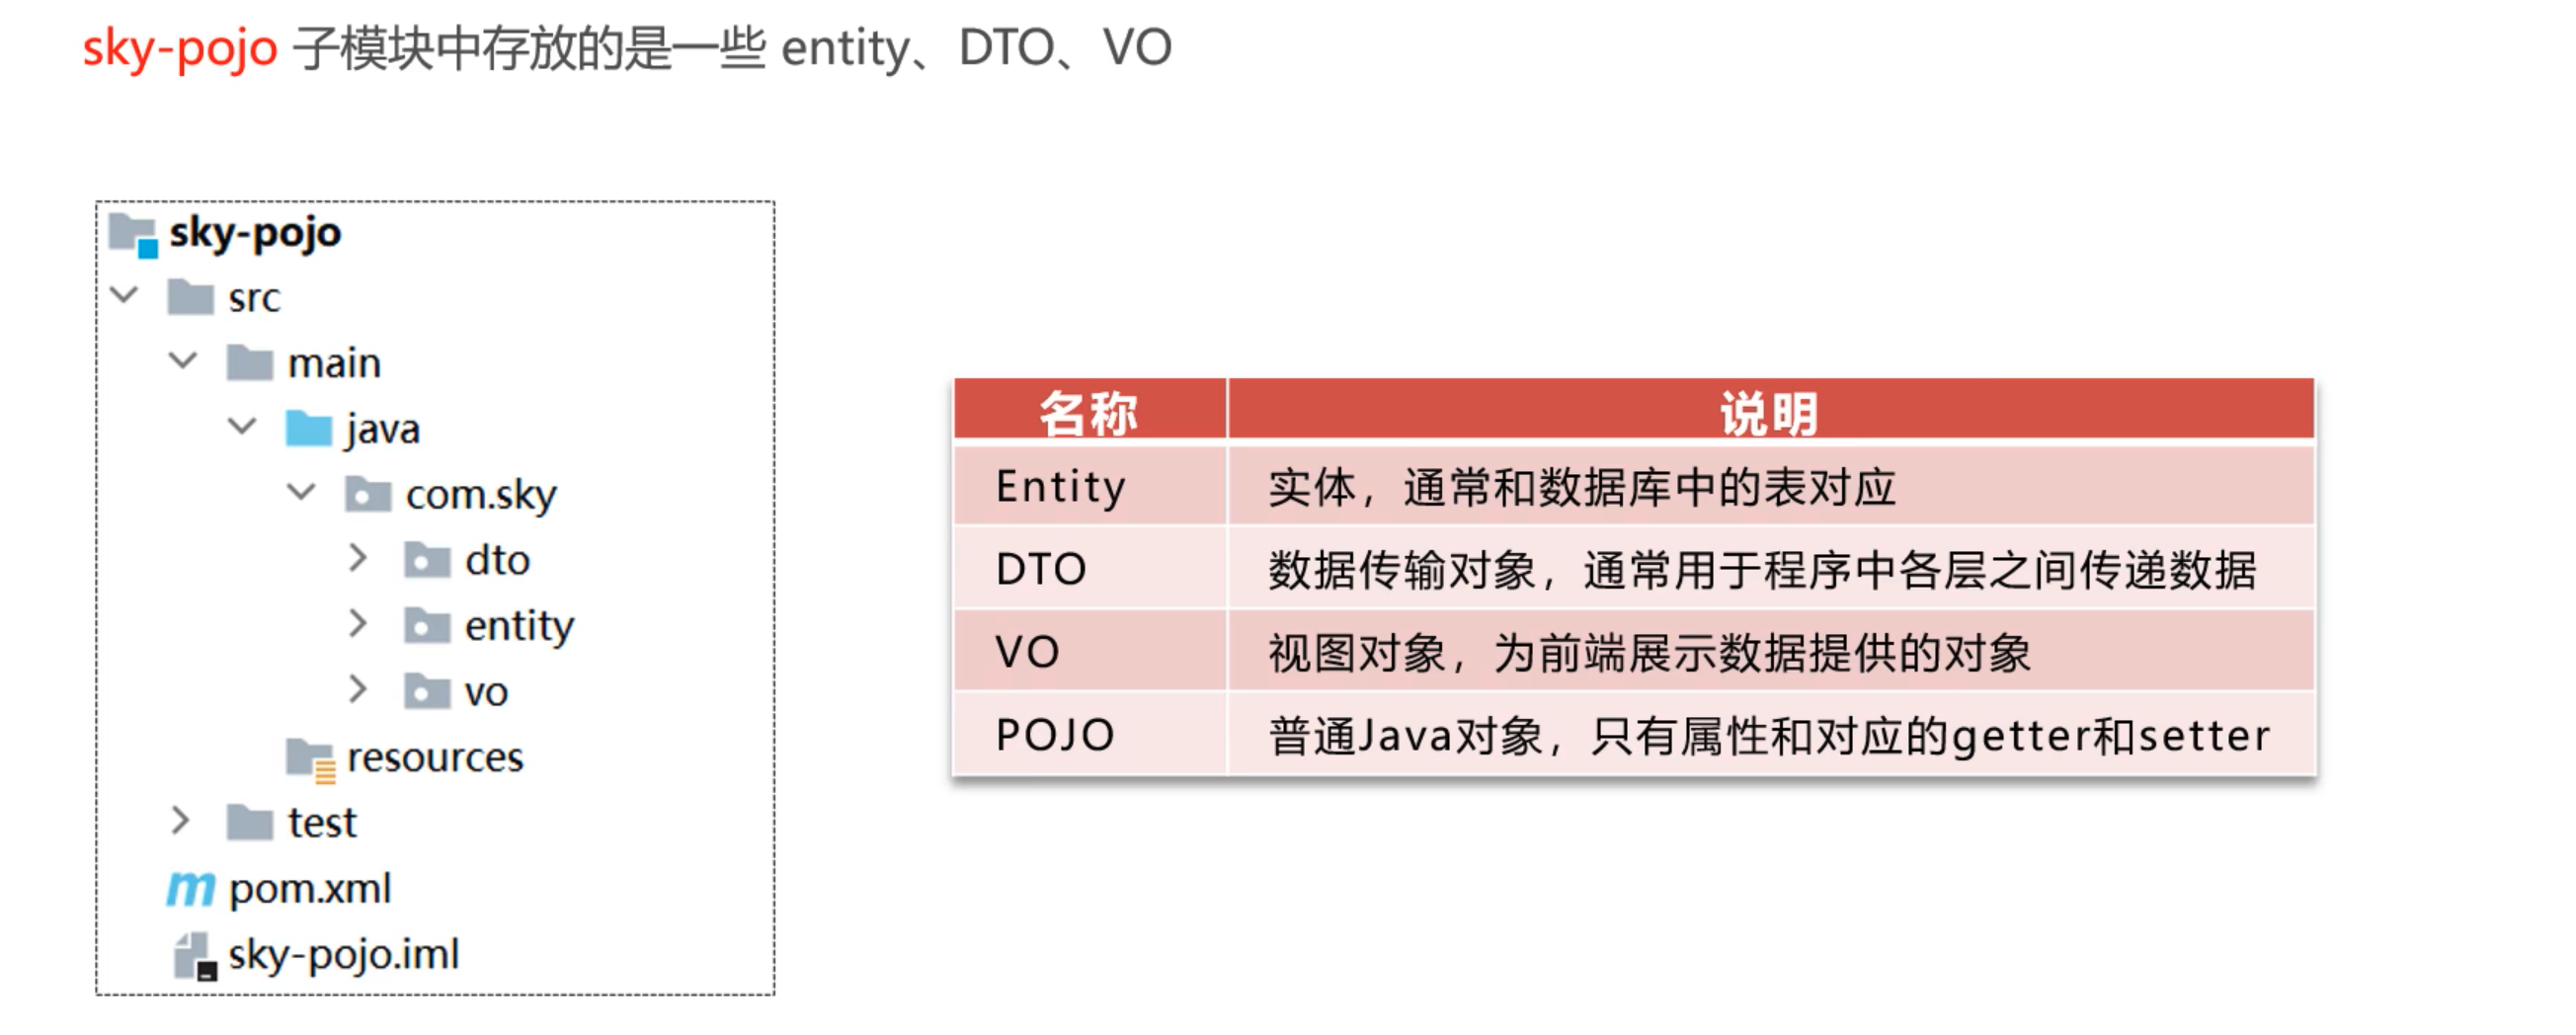 sky-pojo 子模块中存放的是一些 entity、DTO、VO
sky-pojo
src
main
java
com.sky
dto
entity
vo
resources
test
pom.xml
sky-pojo.iml
名称 说明
Entity 实体，通常和数据库中的表对应
DTO 数据传输对象，通常用于程序中各层之间传递数据
VO 视图对象，为前端展示数据提供的对象
POJO 普通Java对象，只有属性和对应的getter和setter